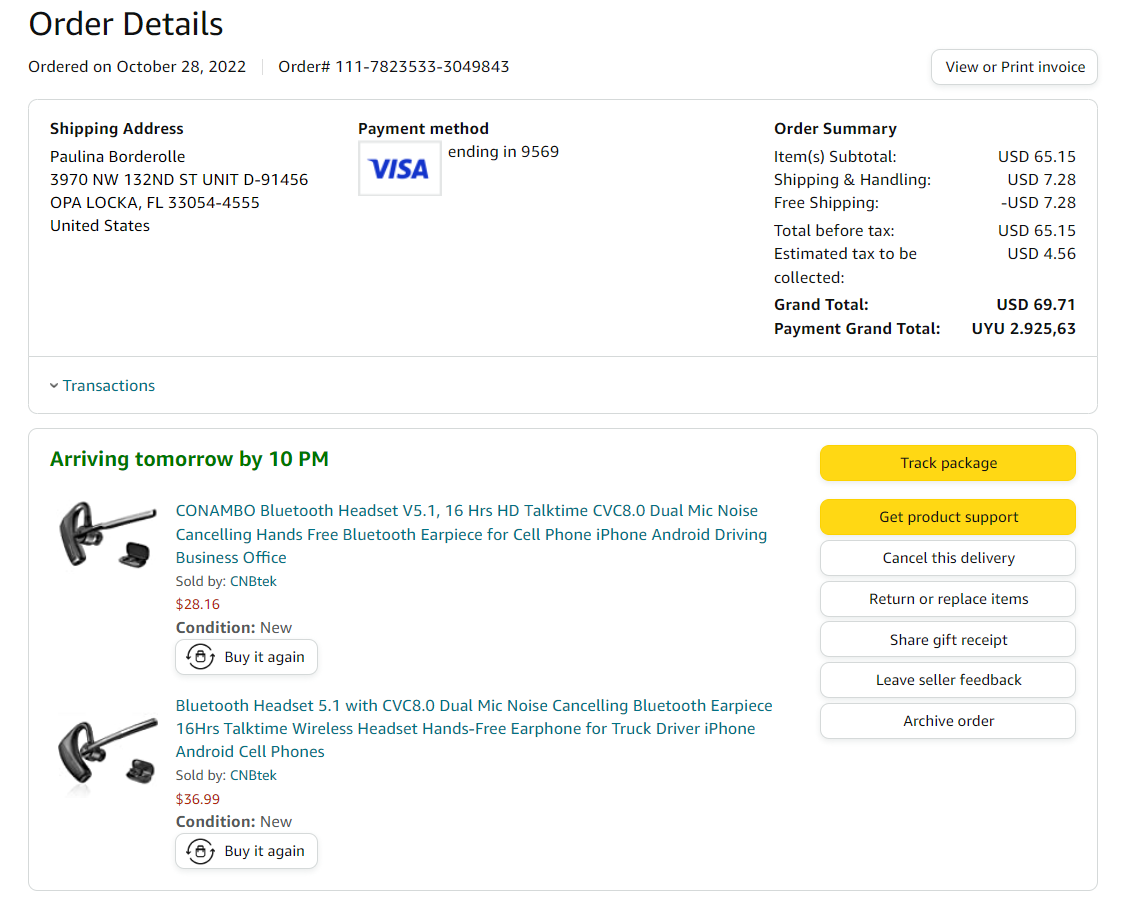 Order Details
Ordered on October 28, 2022
Order# 111-7823533-3049843
View or Print invoice
Shipping Address
Paulina Borderolle
3970 NW 132ND ST UNIT D-91456
OPA LOCKA, FL 33054-4555
United States
Payment method
VISA ending in 9569
Order Summary
Item(s) Subtotal: USD 65.15
Shipping & Handling: USD 7.28
Free Shipping: -USD 7.28
Total before tax: USD 65.15
Estimated tax to be USD 4.56
collected:
Grand Total: USD 69.71
Payment Grand Total: UYU 2.925,63
Transactions
Arriving tomorrow by 10 PM
CONAMBO Bluetooth Headset V5.1, 16 Hrs HD Talktime CVC8.0 Dual Mic Noise
Cancelling Hands Free Bluetooth Earpiece for Cell Phone iPhone Android Driving
Business Office
Sold by: CNBtek
$28.16
Condition: New
Buy it again
Bluetooth Headset 5.1 with CVC8.0 Dual Mic Noise Cancelling Bluetooth Earpiece
16Hrs Talktime Wireless Headset Hands-Free Earphone for Truck Driver iPhone
Android Cell Phones
Sold by: CNBtek
$36.99
Condition: New
Buy it again
Track package
Get product support
Cancel this delivery
Return or replace items
Share gift receipt
Leave seller feedback
Archive order